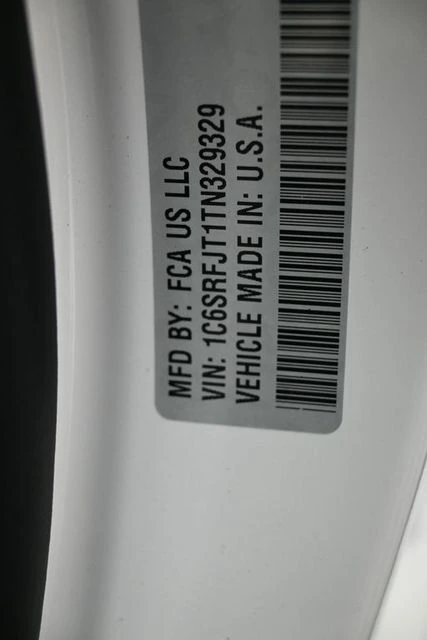 MFD BY: FCA US LLC
VIN: 1C6SRFJT1TN329329
VEHICLE MADE IN: U.S.A.